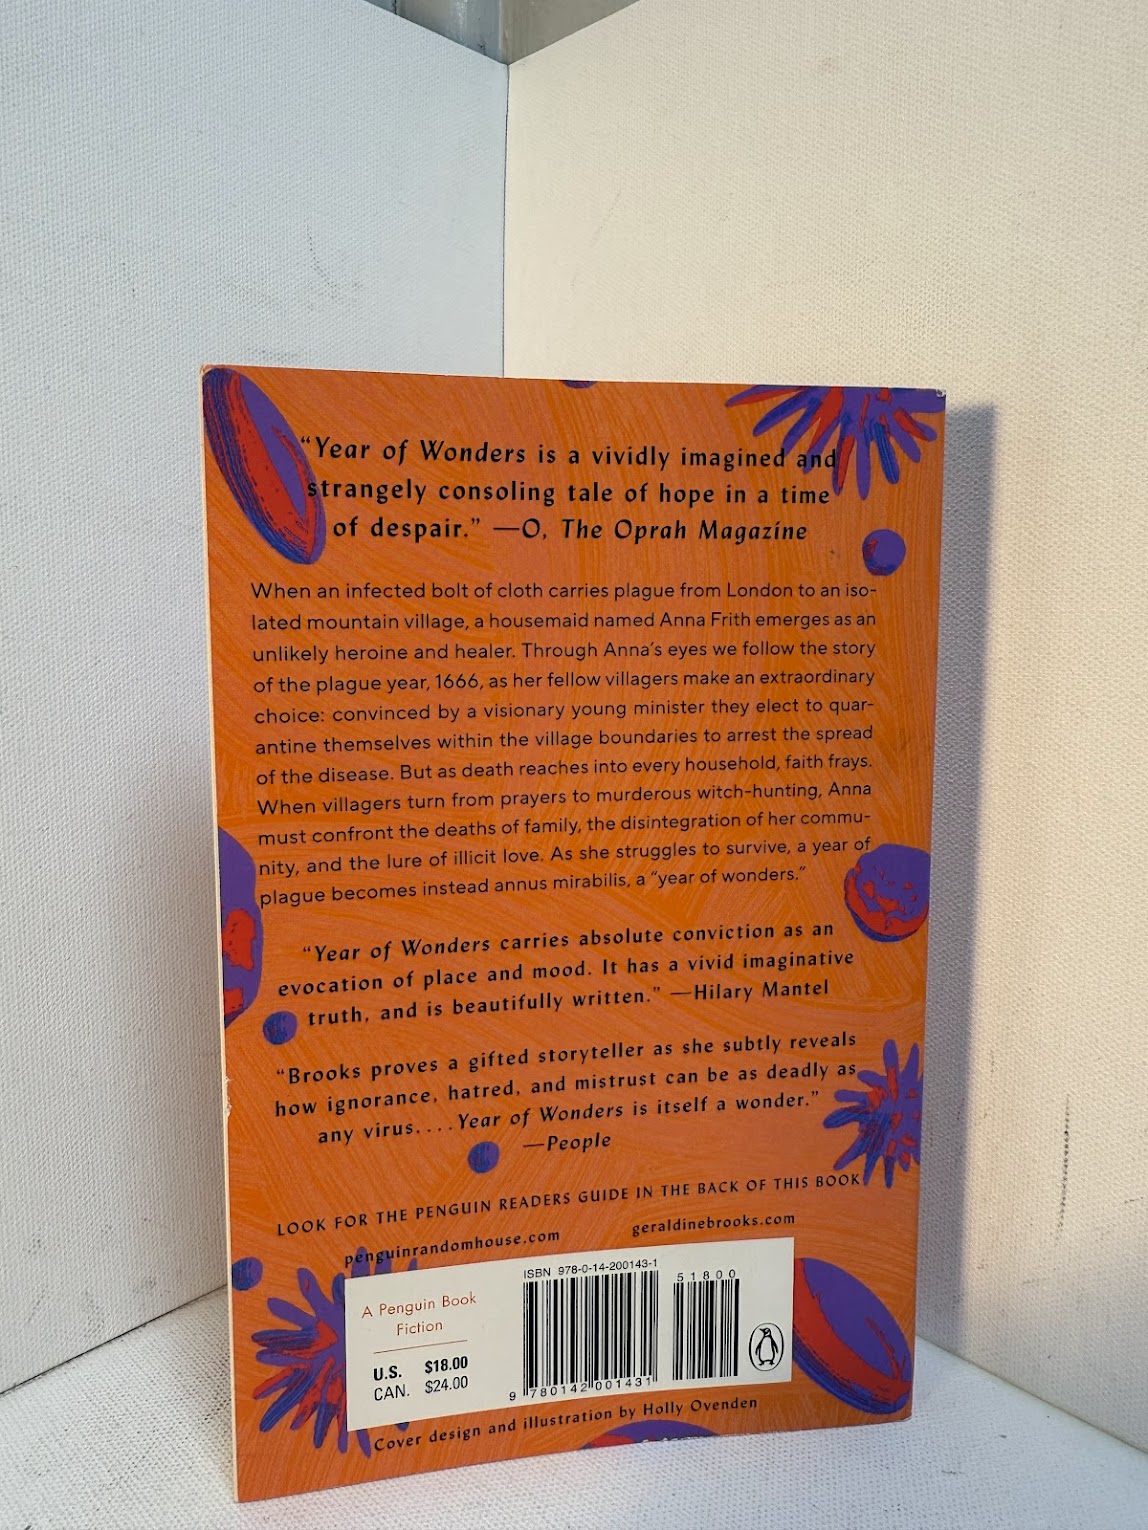 “Year of Wonders is a vividly imagined and
strangely consoling tale of hope in a time
of despair.” —O, The Oprah Magazine
When an infected bolt of cloth carries plague from London to an iso-
lated mountain village, a housemaid named Anna Frith emerges as an
unlikely heroine and healer. Through Anna’s eyes we follow the story
of the plague year, 1666, as her fellow villagers make an extraordinary
choice: convinced by a visionary young minister they elect to quar-
antine themselves within the village boundaries to arrest the spread
of the disease. But as death reaches into every household, faith frays.
When villagers turn from prayers to murderous witch-hunting, Anna
must confront the deaths of family, the disintegration of her commu-
nity, and the lure of illicit love. As she struggles to survive, a year of
plague becomes instead annus mirabilis, a “year of wonders.”
“Year of Wonders carries absolute conviction as an
evocation of place and mood. It has a vivid imaginative
truth, and is beautifully written.” —Hilary Mantel
“Brooks proves a gifted storyteller as she subtly reveals
how ignorance, hatred, and mistrust can be as deadly as
any virus. . . . Year of Wonders is itself a wonder.”
—People
LOOK FOR THE PENGUIN READERS GUIDE IN THE BACK OF THIS BOOK
penguinrandomhouse.com geraldinebrooks.com
ISBN 978-0-14-200143-1
51800
A Penguin Book
Fiction
U.S. $18.00
CAN. $24.00
9 780142 001431
Cover design and illustration by Holly Ovenden